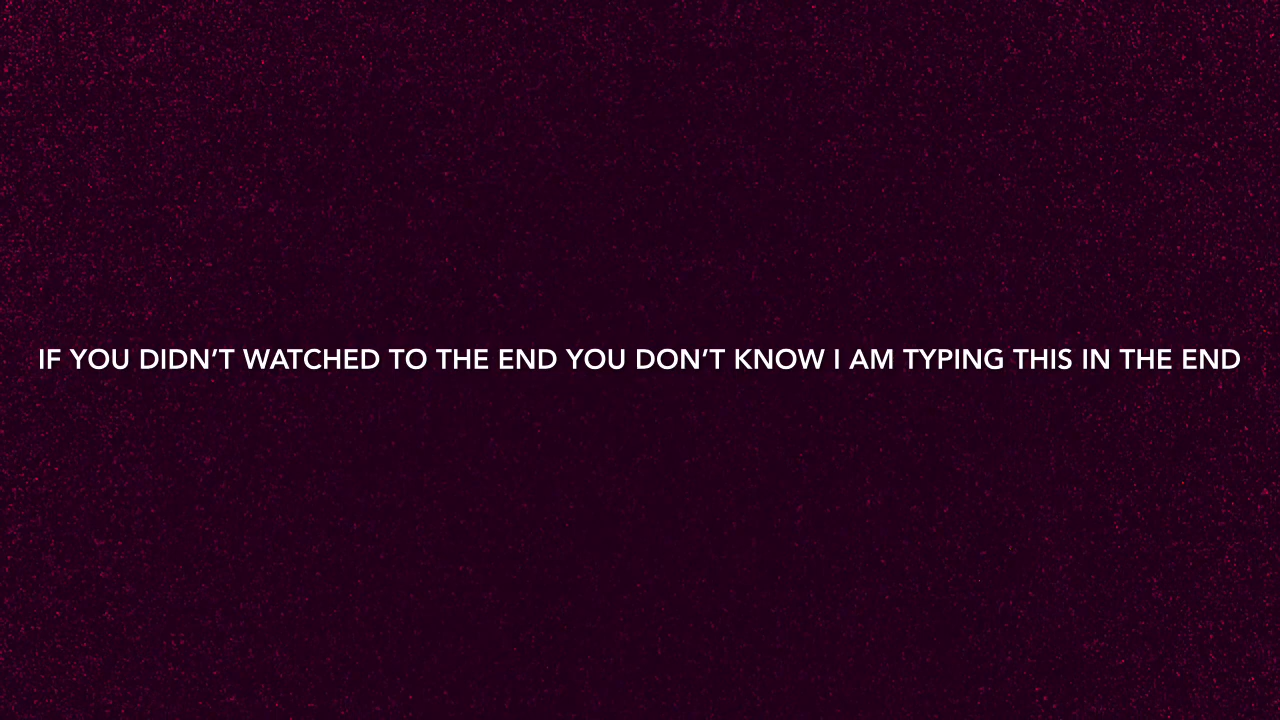 IF YOU DIDN’T WATCHED TO THE END YOU DON’T KNOW I AM TYPING THIS IN THE END